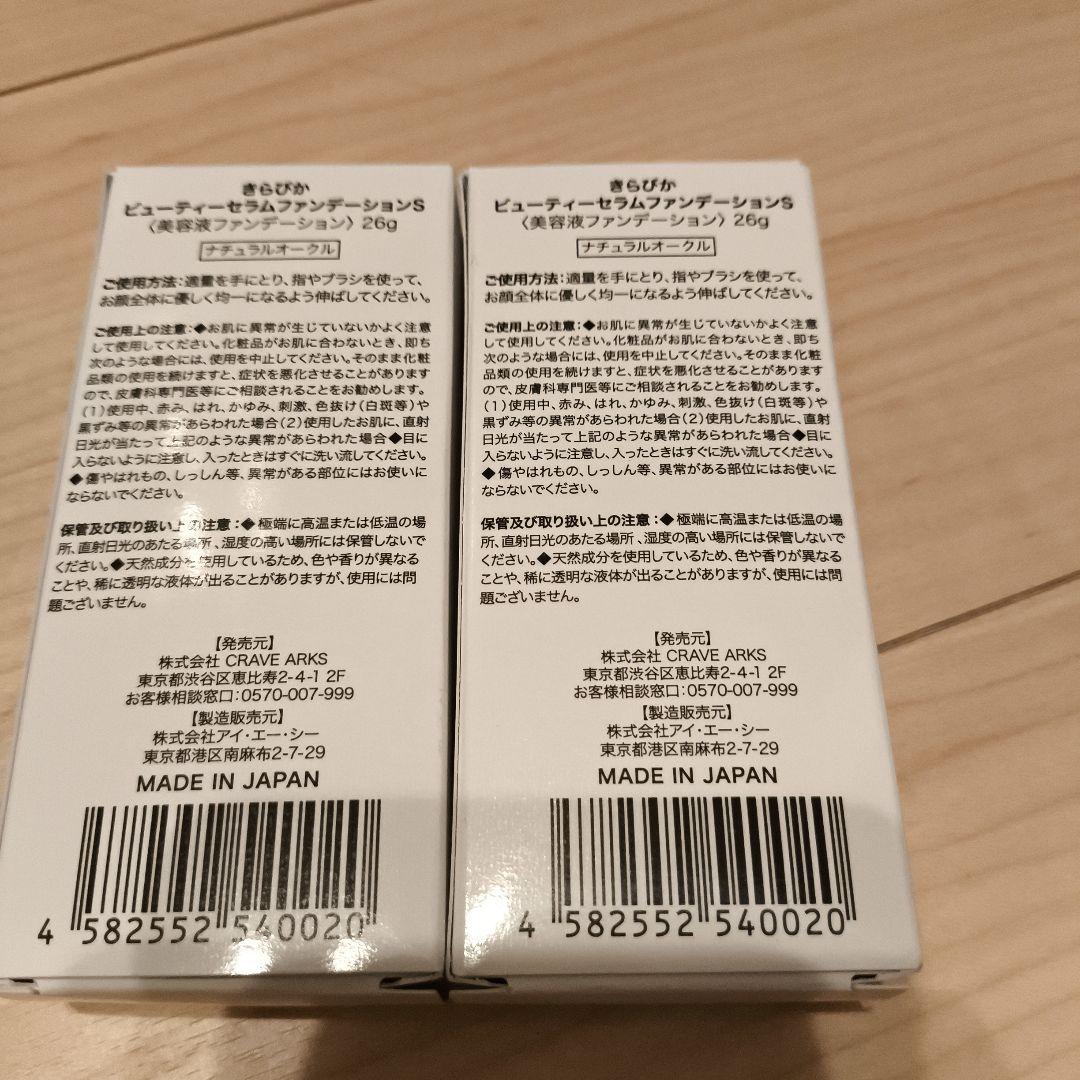 きらぴか
ビューティーセラムファンデーションS
〈美容液ファンデーション〉26g
ナチュラルオークル
ご使用方法:適量を手にとり、指やブラシを使って、
お顔全体に優しく均一になるよう伸ばしてください。
ご使用上の注意:◆お肌に異常が生じていないかよく注意
して使用してください。化粧品がお肌に合わないとき、即ち
次のような場合には、使用を中止してください。そのまま化粧
品類の使用を続けますと、症状を悪化させることがあります
ので、皮膚科専門医等にご相談されることをお勧めします。
(1)使用中、赤み、はれ、かゆみ、刺激、色抜け(白斑等)や
黒ずみ等の異常があらわれた場合(2)使用したお肌に、直射
日光が当たって上記のような異常があらわれた場合◆目に
入らないように注意し、入ったときはすぐに洗い流してください。
◆傷やはれもの、しっしん等、異常がある部位にはお使いに
ならないでください。
保管及び取り扱い上の注意:◆極端に高温または低温の場
所、直射日光のあたる場所、湿度の高い場所には保管しないで
ください。◆天然成分を使用しているため、色や香りが異なる
ことや、稀に透明な液体が出ることがありますが、使用には問
題ございません。
【発売元】
株式会社 CRAVE ARKS
東京都渋谷区恵比寿2-4-1 2F
お客様相談窓口:0570-007-999
【製造販売元】
株式会社アイ・エー・シー
東京都港区南麻布2-7-29
MADE IN JAPAN
4 582552 540020
きらぴか
ビューティーセラムファンデーションS
〈美容液ファンデーション〉26g
ナチュラルオークル
ご使用方法:適量を手にとり、指やブラシを使って、
お顔全体に優しく均一になるよう伸ばしてください。
ご使用上の注意:◆お肌に異常が生じていないかよく注意
して使用してください。化粧品がお肌に合わないとき、即ち
次のような場合には、使用を中止してください。そのまま化粧
品類の使用を続けますと、症状を悪化させることがあります
ので、皮膚科専門医等にご相談されることをお勧めします。
(1)使用中、赤み、はれ、かゆみ、刺激、色抜け(白斑等)や
黒ずみ等の異常があらわれた場合(2)使用したお肌に、直射
日光が当たって上記のような異常があらわれた場合◆目に
入らないように注意し、入ったときはすぐに洗い流してください。
◆傷やはれもの、しっしん等、異常がある部位にはお使いに
ならないでください。
保管及び取り扱い上の注意:◆極端に高温または低温の場
所、直射日光のあたる場所、湿度の高い場所には保管しないで
ください。◆天然成分を使用しているため、色や香りが異なる
ことや、稀に透明な液体が出ることがありますが、使用には問
題ございません。
【発売元】
株式会社 CRAVE ARKS
東京都渋谷区恵比寿2-4-1 2F
お客様相談窓口:0570-007-999
【製造販売元】
株式会社アイ・エー・シー
東京都港区南麻布2-7-29
MADE IN JAPAN
4 582552 540020